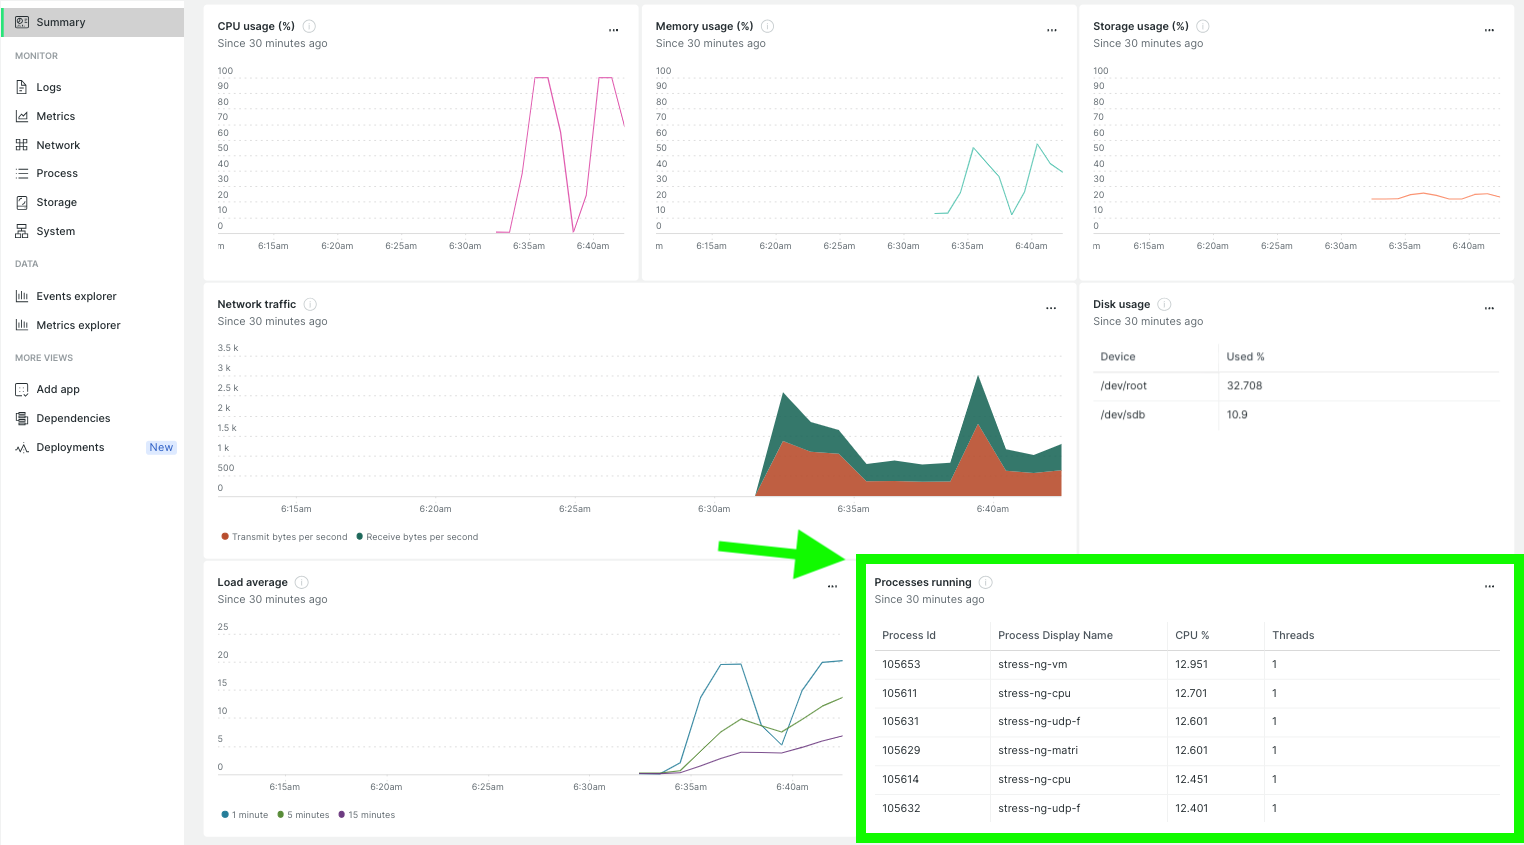 Summary
MONITOR
Logs
Metrics
Network
Process
Storage
System
DATA
Events explorer
Metrics explorer
MORE VIEWS
Add app
Dependencies
Deployments New
CPU usage (%)
Since 30 minutes ago
100
90
80
70
60
50
40
30
20
10
0
m 6:15am 6:20am 6:25am 6:30am 6:35am 6:40am
Memory usage (%)
Since 30 minutes ago
100
90
80
70
60
50
40
30
20
10
0
m 6:15am 6:20am 6:25am 6:30am 6:35am 6:40am
Storage usage (%)
Since 30 minutes ago
100
90
80
70
60
50
40
30
20
10
0
m 6:15am 6:20am 6:25am 6:30am 6:35am 6:40am
Network traffic
Since 30 minutes ago
3.5 k
3 k
2.5 k
2 k
1.5 k
1 k
500
0
6:15am 6:20am 6:25am 6:30am 6:35am 6:40am
Transmit bytes per second Receive bytes per second
Disk usage
Since 30 minutes ago
Device Used %
/dev/root 32.708
/dev/sdb 10.9
Load average
Since 30 minutes ago
25
20
15
10
5
0
6:15am 6:20am 6:25am 6:30am 6:35am 6:40am
1 minute 5 minutes 15 minutes
Processes running
Since 30 minutes ago
Process Id Process Display Name CPU % Threads
105653 stress-ng-vm 12.951 1
105611 stress-ng-cpu 12.701 1
105631 stress-ng-udp-f 12.601 1
105629 stress-ng-matri 12.601 1
105614 stress-ng-cpu 12.451 1
105632 stress-ng-udp-f 12.401 1